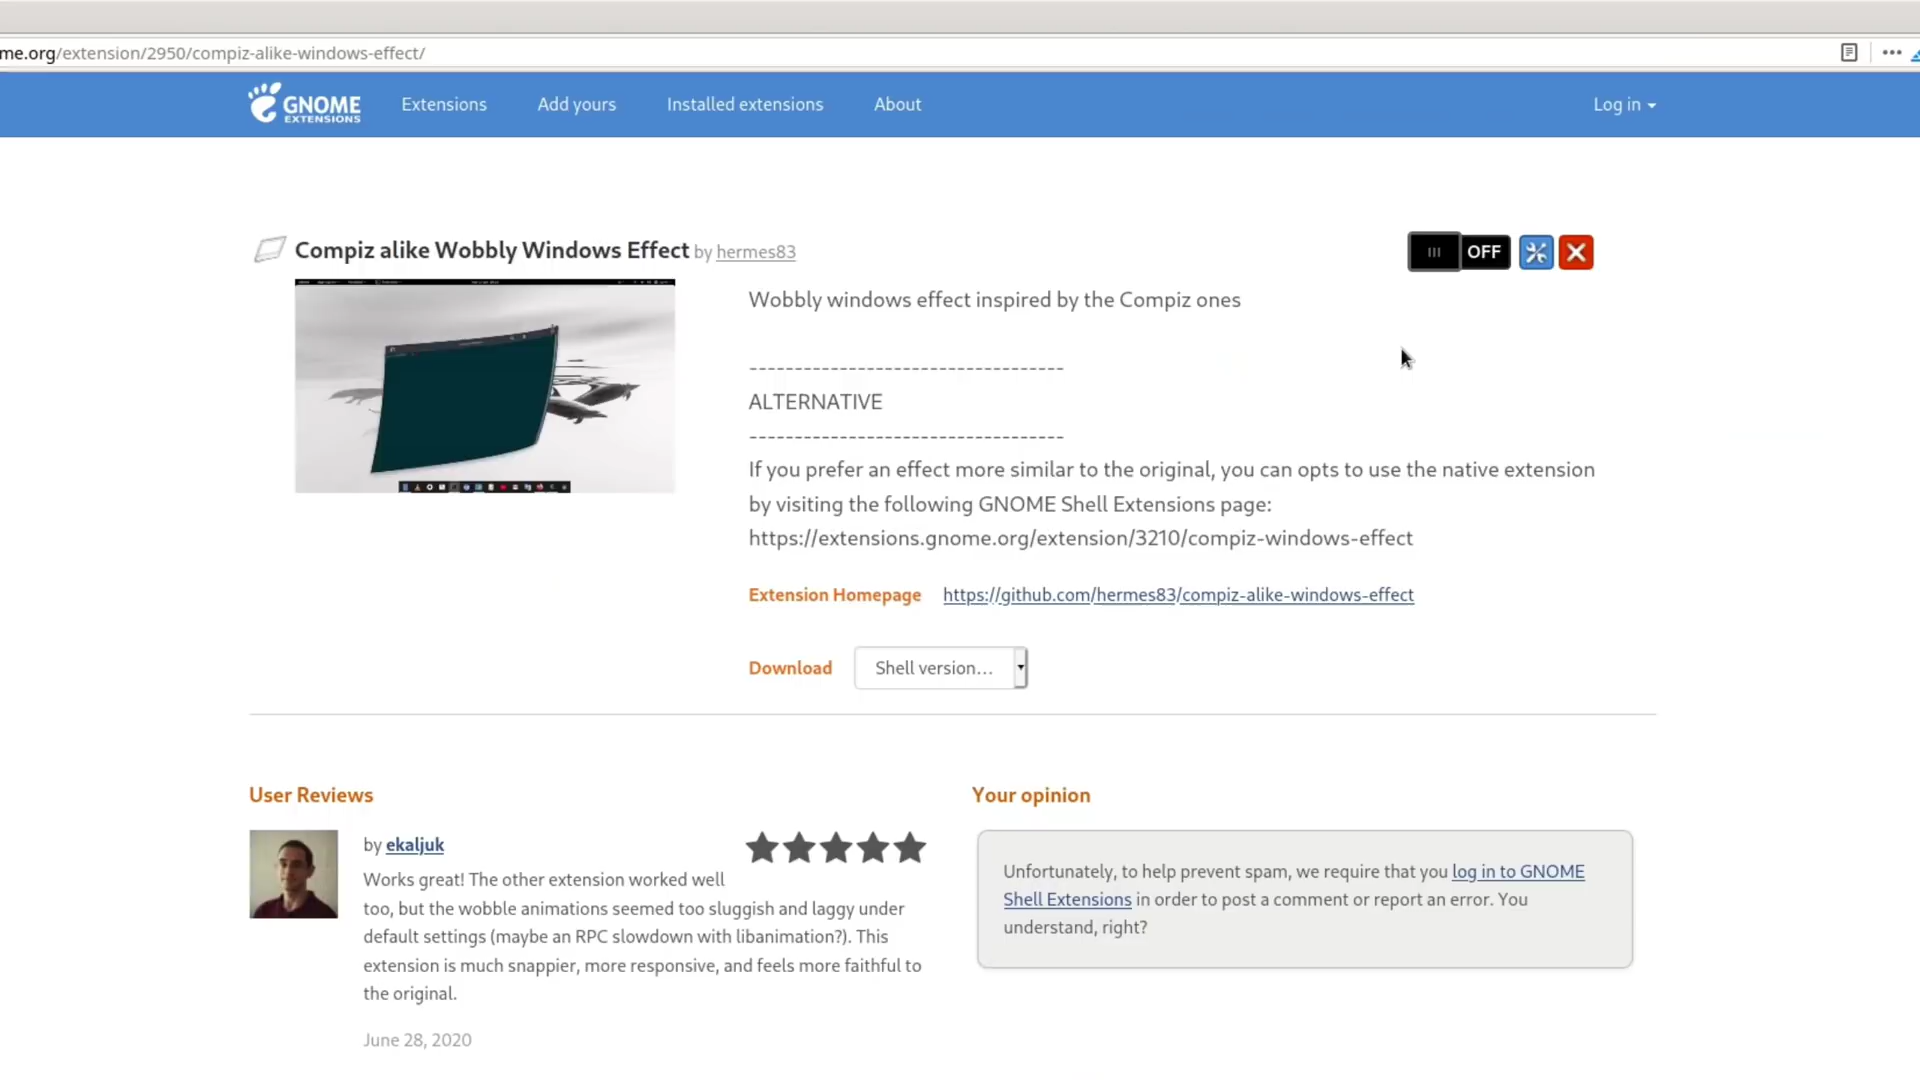 me.org/extension/2950/compiz-alike-windows-effect/
GNOME
EXTENSIONS
Extensions
Add yours
Installed extensions
About
Log in
Compiz alike Wobbly Windows Effect by hermes83
OFF
Wobbly windows effect inspired by the Compiz ones
-----------------------------------
ALTERNATIVE
-----------------------------------
If you prefer an effect more similar to the original, you can opts to use the native extension
by visiting the following GNOME Shell Extensions page:
https://extensions.gnome.org/extension/3210/compiz-windows-effect
Extension Homepage https://github.com/hermes83/compiz-alike-windows-effect
Download Shell version...
User Reviews
by ekaljuk
Works great! The other extension worked well
too, but the wobble animations seemed too sluggish and laggy under
default settings (maybe an RPC slowdown with libanimation?). This
extension is much snappier, more responsive, and feels more faithful to
the original.
June 28, 2020
Your opinion
Unfortunately, to help prevent spam, we require that you log in to GNOME
Shell Extensions in order to post a comment or report an error. You
understand, right?